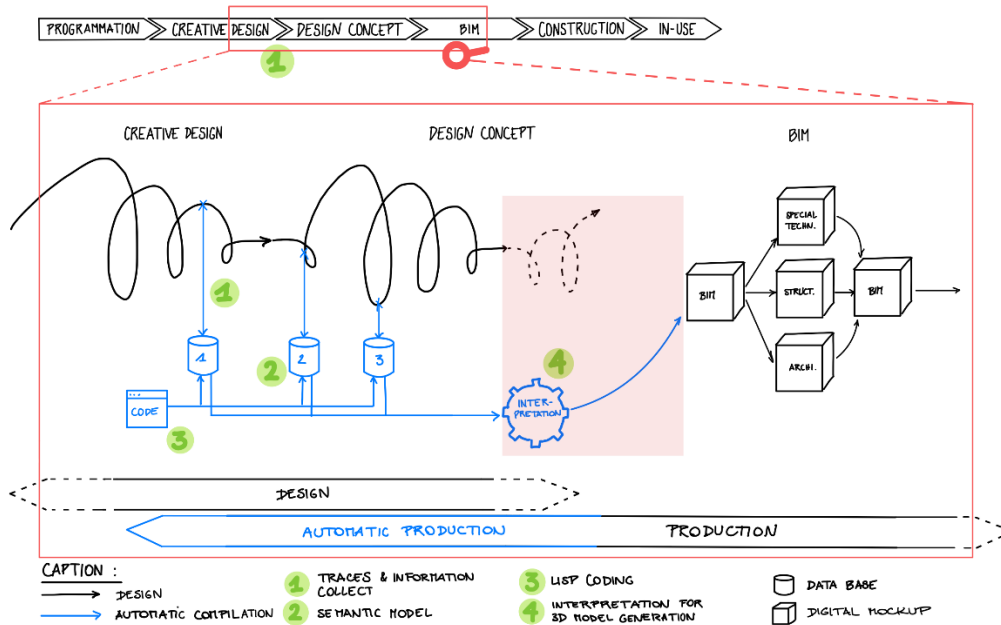 PROGRAMMATION
CREATIVE DESIGN
DESIGN CONCEPT
BIM
CONSTRUCTION
IN-USE
1
CREATIVE DESIGN
DESIGN CONCEPT
BIM
SPECIAL
TECHN.
1
BIM
STRUCT.
BIM
1
2
3
2
4
ARCHI.
CODE
INTER-
PRETATION
3
DESIGN
AUTOMATIC PRODUCTION
PRODUCTION
CAPTION :
DESIGN
AUTOMATIC COMPILATION
1 TRACES & INFORMATION
COLLECT
2 SEMANTIC MODEL
3 LISP CODING
4 INTERPRETATION FOR
3D MODEL GENERATION
DATA BASE
DIGITAL MOCKUP